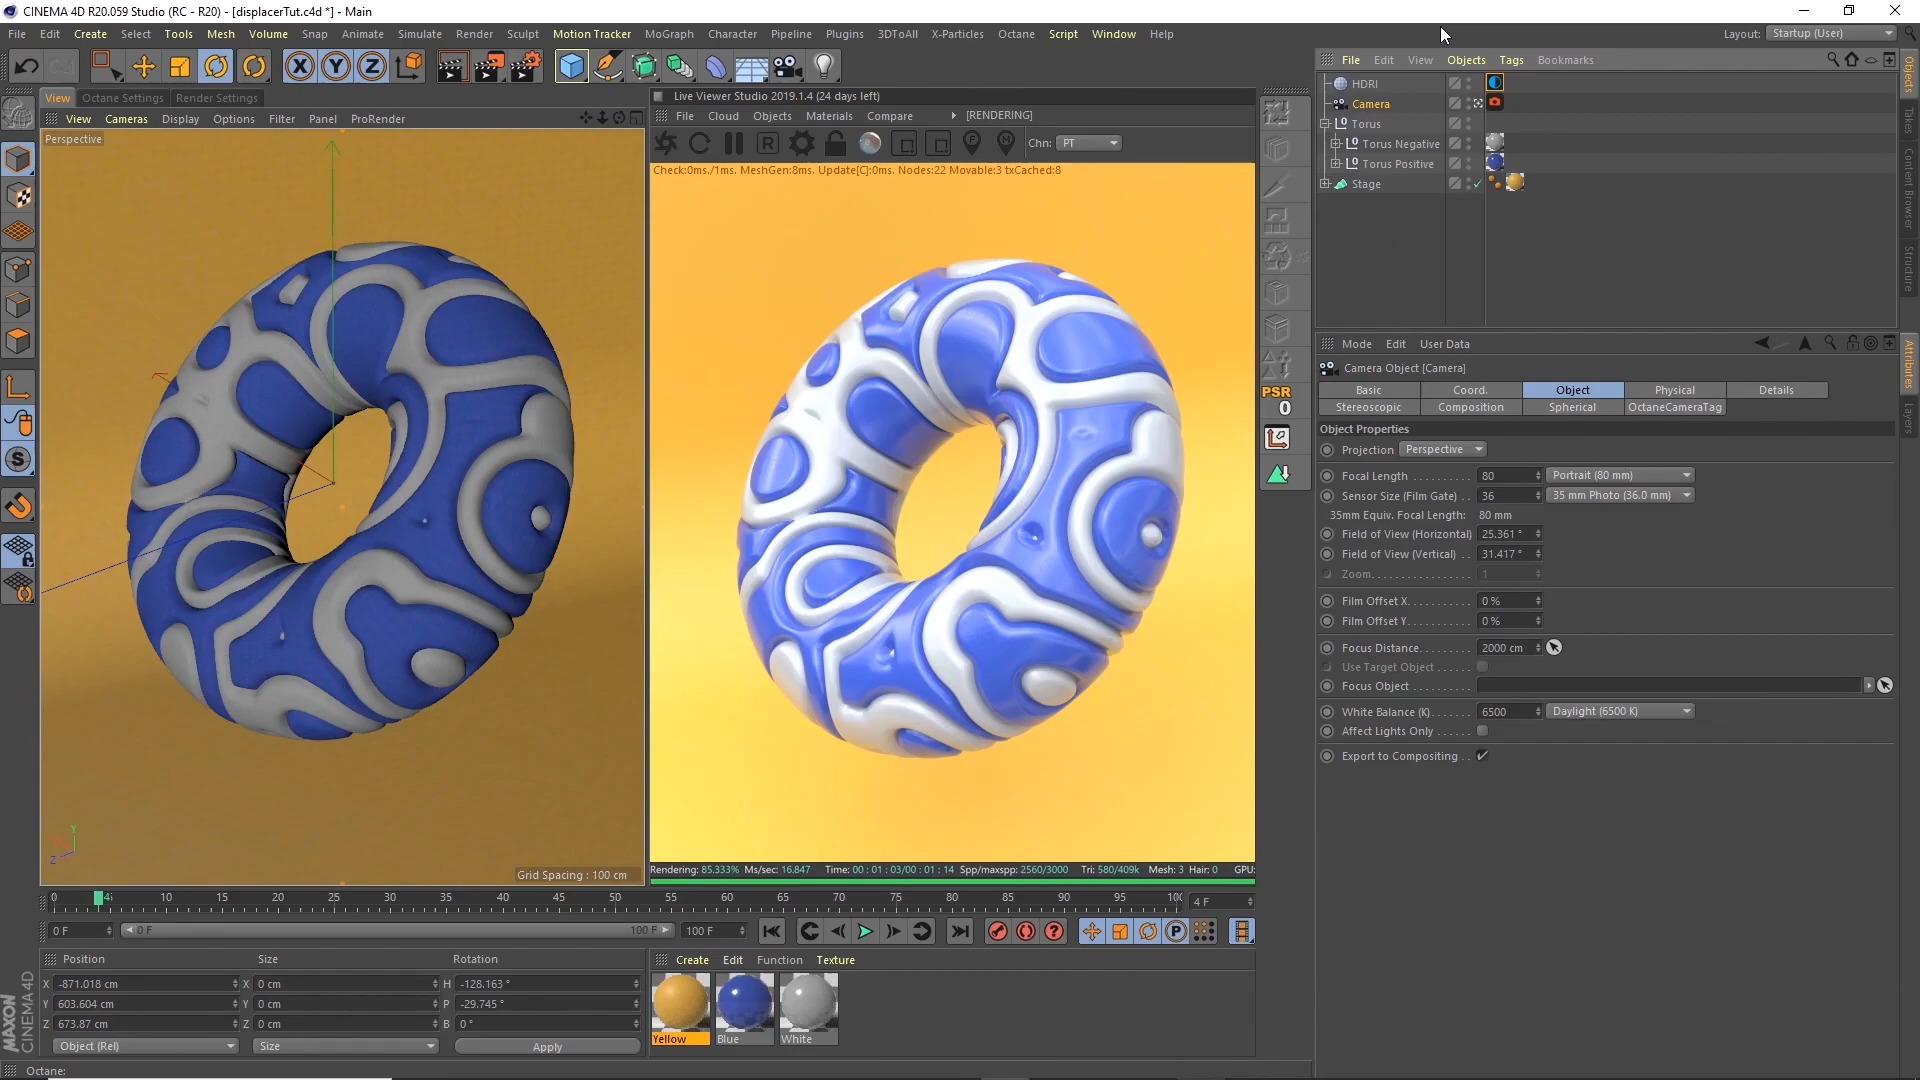 CINEMA 4D R20.059 Studio (RC - R20) - [displacerTut.c4d *] - Main
File Edit Create Select Tools Mesh Volume Snap Animate Simulate Render Sculpt Motion Tracker MoGraph Character Pipeline Plugins 3DToAll X-Particles Octane Script Window Help
Layout: Startup (User)
File Edit View Objects Tags Bookmarks
HDRI
Camera
Torus
Torus Negative
Torus Positive
Stage
Objects
Takes
Content Browser
Structure
View Octane Settings Render Settings
View Cameras Display Options Filter Panel ProRender
Perspective
Grid Spacing : 100 cm
Live Viewer Studio 2019.1.4 (24 days left)
File Cloud Objects Materials Compare [RENDERING]
Chn: PT
Check:0ms./1ms. MeshGen:8ms. Update[C]:0ms. Nodes:22 Movable:3 txCached:8
Rendering: 85.333% Ms/sec: 16.847 Time: 00 : 01 : 03/00 : 01 : 14 Spp/maxspp: 2560/3000 Tri: 580/409k Mesh: 3 Hair: 0 GPU:
PSR
0
Mode Edit User Data
Camera Object [Camera]
Basic Coord. Object Physical Details
Stereoscopic Composition Spherical OctaneCameraTag
Object Properties
Projection Perspective
Focal Length 80 Portrait (80 mm)
Sensor Size (Film Gate) 36 35 mm Photo (36.0 mm)
35mm Equiv. Focal Length: 80 mm
Field of View (Horizontal) 25.361 °
Field of View (Vertical) 31.417 °
Zoom 1
Film Offset X 0 %
Film Offset Y 0 %
Focus Distance 2000 cm
Use Target Object
Focus Object
White Balance (K) 6500 Daylight (6500 K)
Affect Lights Only
Export to Compositing
Attributes
Layers
0 4 10 15 20 25 30 35 40 45 50 55 60 65 70 75 80 85 90 95 100 4 F
0 F 0 F 100 F 100 F
Position Size Rotation
X -871.018 cm X 0 cm H -128.163 °
Y 603.604 cm Y 0 cm P -29.745 °
Z 673.87 cm Z 0 cm B 0 °
Object (Rel) Size Apply
Create Edit Function Texture
Yellow Blue White
MAXON
CINEMA 4D
Octane:
X Y Z
Y
Z
S
P